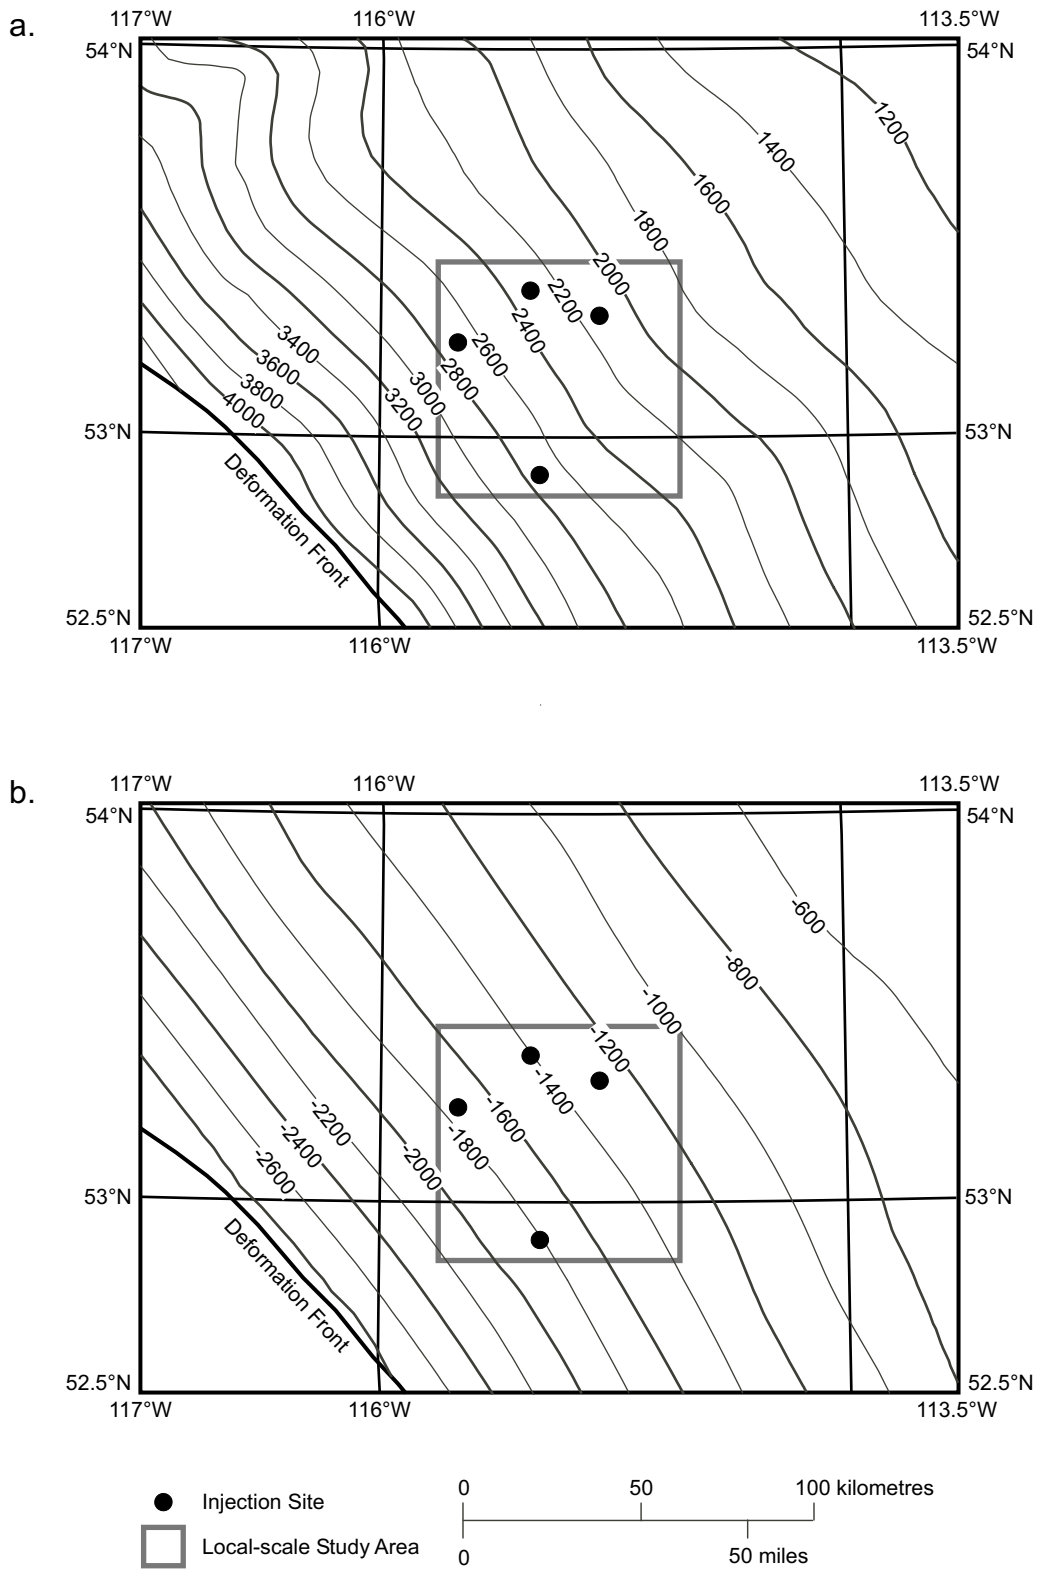 a.
117°W
116°W
113.5°W
54°N
54°N
1200
1400
1600
1800
2000
2200
2400
2600
2800
3000
3200
3400
3600
3800
4000
53°N
53°N
Deformation Front
52.5°N
52.5°N
117°W
116°W
113.5°W
b.
117°W
116°W
113.5°W
54°N
54°N
-600
-800
-1000
-1200
-1400
-1600
-1800
-2000
-2200
-2400
-2600
53°N
53°N
Deformation Front
52.5°N
52.5°N
117°W
116°W
113.5°W
0 50 100 kilometres
Injection Site
Local-scale Study Area
0 50 miles